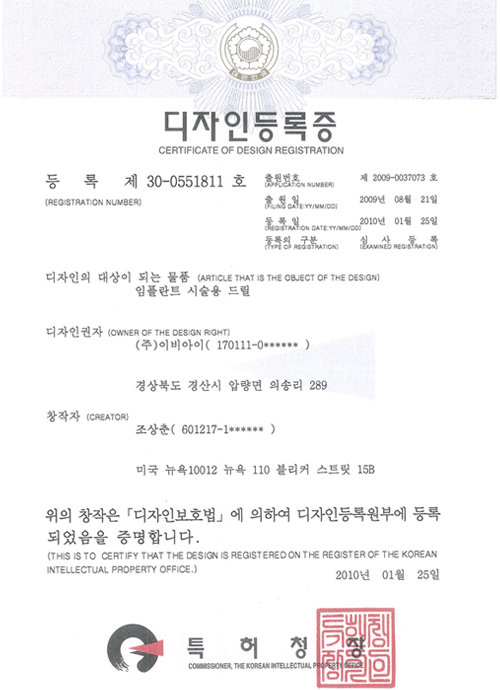 디자인등록증
CERTIFICATE OF DESIGN REGISTRATION
등 록 제 30-0551811 호
(REGISTRATION NUMBER)
출원번호 제 2009-0037073 호
(APPLICATION NUMBER)
출 원 일 2009년 08월 21일
(FILING DATE:YY/MM/DD)
등 록 일 2010년 01월 25일
(REGISTRATION DATE:YY/MM/DD)
등록의 구분 심 사 등 록
(TYPE OF REGISTRATION) (EXAMINED REGISTRATION)
디자인의 대상이 되는 물품 (ARTICLE THAT IS THE OBJECT OF THE DESIGN)
임플란트 시술용 드릴
디자인권자 (OWNER OF THE DESIGN RIGHT)
(주)이비아이( 170111-0****** )
경상북도 경산시 압량면 의송리 289
창작자 (CREATOR)
조상춘( 601217-1****** )
미국 뉴욕10012 뉴욕 110 블리커 스트릿 15B
위의 창작은「디자인보호법」에 의하여 디자인등록원부에 등록
되었음을 증명합니다.
(THIS IS TO CERTIFY THAT THE DESIGN IS REGISTERED ON THE REGISTER OF THE KOREAN
INTELLECTUAL PROPERTY OFFICE.)
2010년 01월 25일
특 허 청 장
COMMISSIONER, THE KOREAN INTELLECTUAL PROPERTY OFFICE